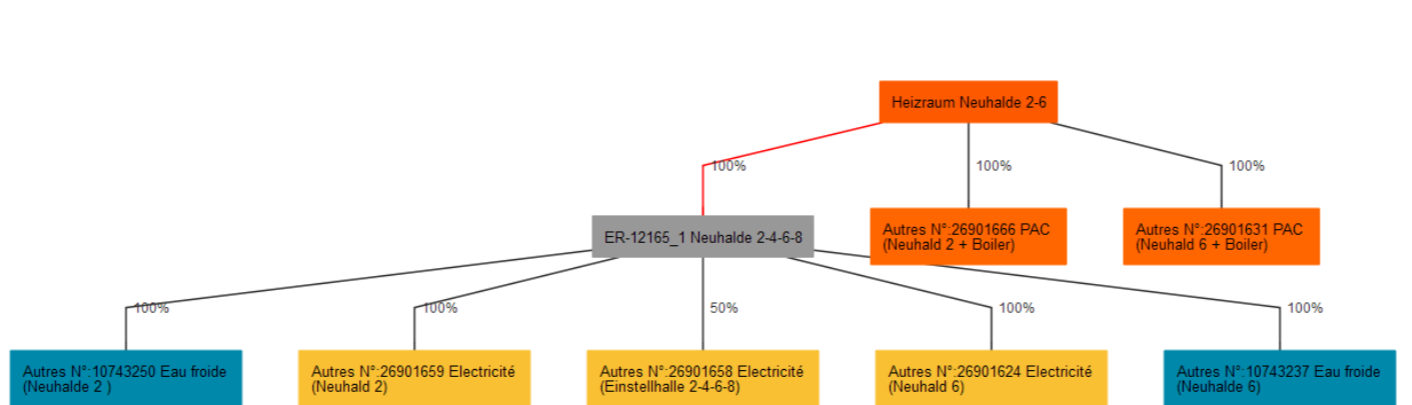 Heizraum Neuhalde 2-6
100%
100%
100%
ER-12165_1 Neuhalde 2-4-6-8
Autres N°:26901666 PAC
(Neuhald 2 + Boiler)
Autres N°:26901631 PAC
(Neuhald 6 + Boiler)
100%
100%
50%
100%
100%
Autres N°:10743250 Eau froide
(Neuhalde 2 )
Autres N°:26901659 Electricité
(Neuhald 2)
Autres N°:26901658 Electricité
(Einstellhalle 2-4-6-8)
Autres N°:26901624 Electricité
(Neuhald 6)
Autres N°:10743237 Eau froide
(Neuhalde 6)